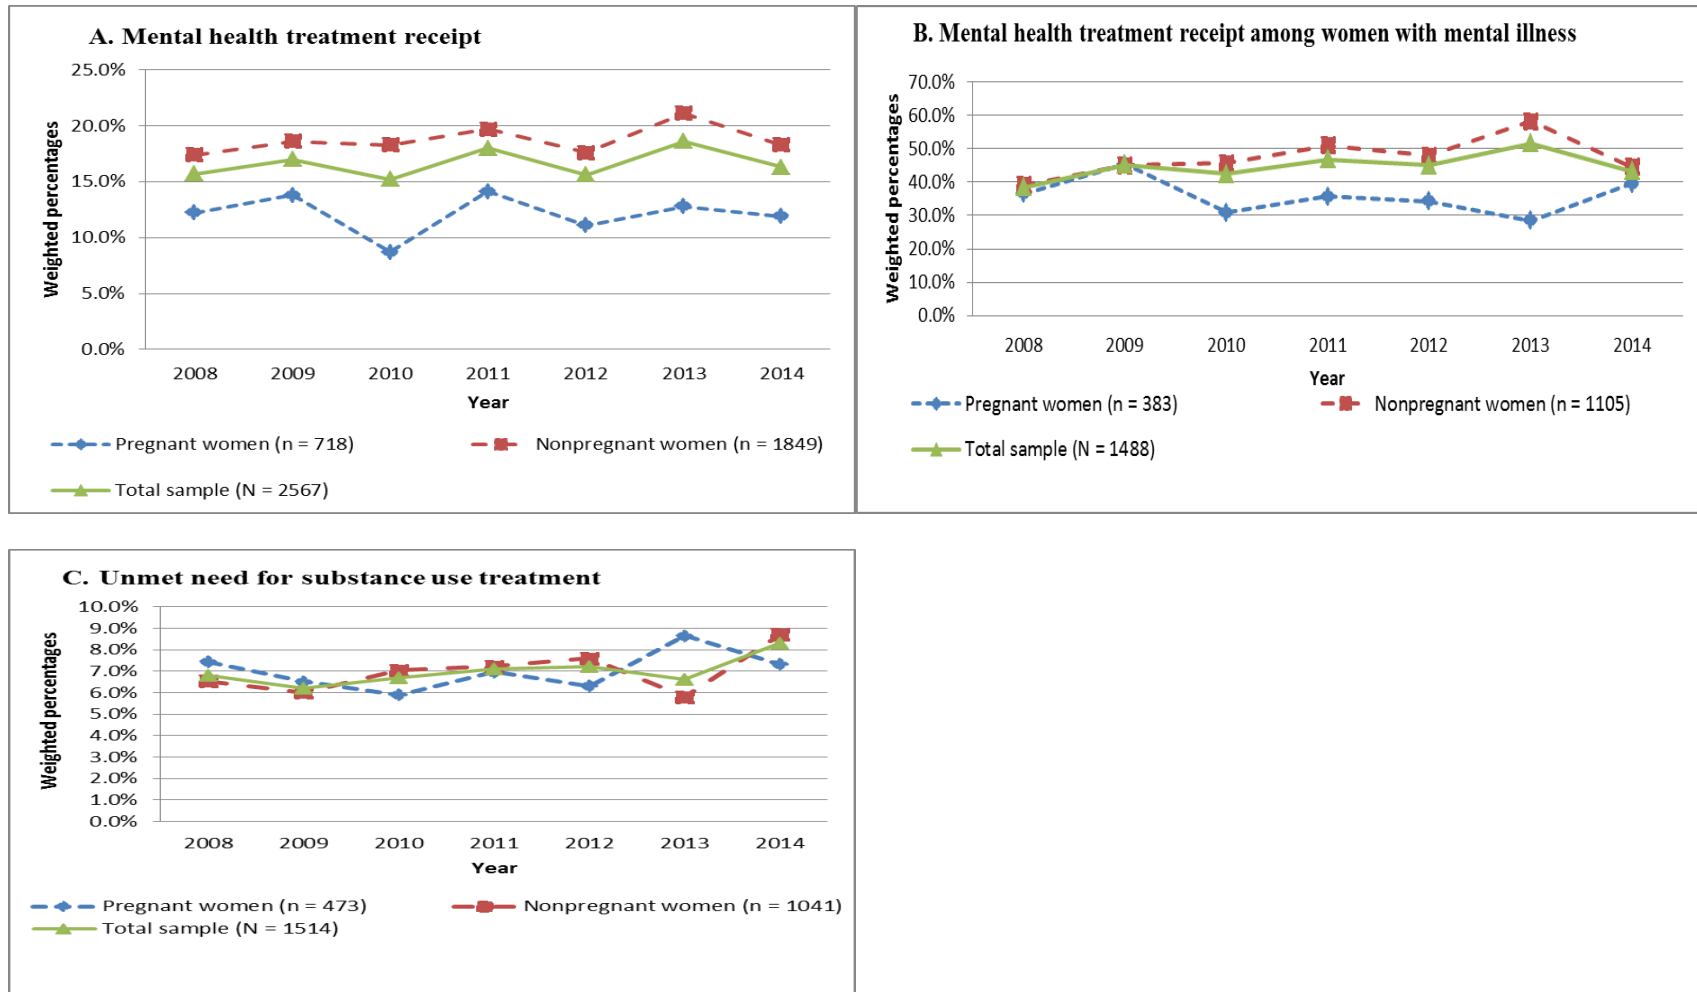 A. Mental health treatment receipt
Weighted percentages
25.0%
20.0%
15.0%
10.0%
5.0%
0.0%
2008 2009 2010 2011 2012 2013 2014
Year
Pregnant women (n = 718) Nonpregnant women (n = 1849)
Total sample (N = 2567)
B. Mental health treatment receipt among women with mental illness
Weighted percentages
70.0%
60.0%
50.0%
40.0%
30.0%
20.0%
10.0%
0.0%
2008 2009 2010 2011 2012 2013 2014
Year
Pregnant women (n = 383) Nonpregnant women (n = 1105)
Total sample (N = 1488)
C. Unmet need for substance use treatment
Weighted percentages
10.0%
9.0%
8.0%
7.0%
6.0%
5.0%
4.0%
3.0%
2.0%
1.0%
0.0%
2008 2009 2010 2011 2012 2013 2014
Year
Pregnant women (n = 473) Nonpregnant women (n = 1041)
Total sample (N = 1514)